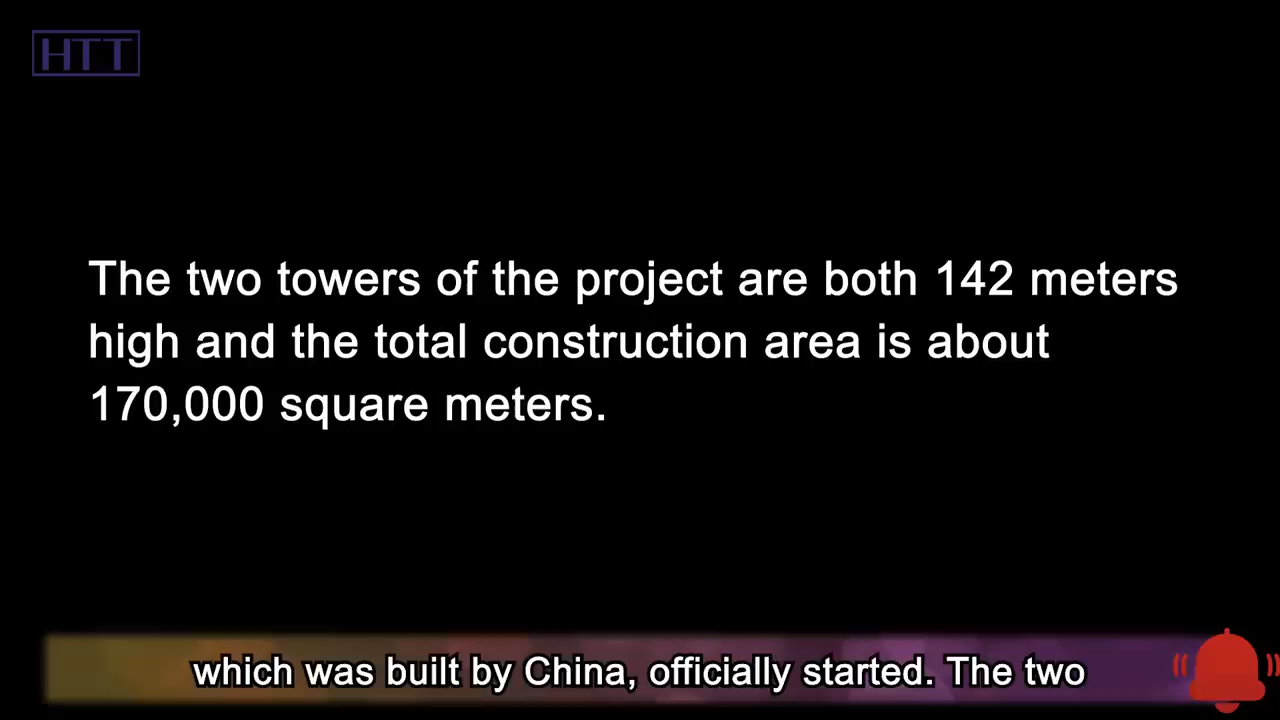 HTT
The two towers of the project are both 142 meters
high and the total construction area is about
170,000 square meters.
which was built by China, officially started. The two